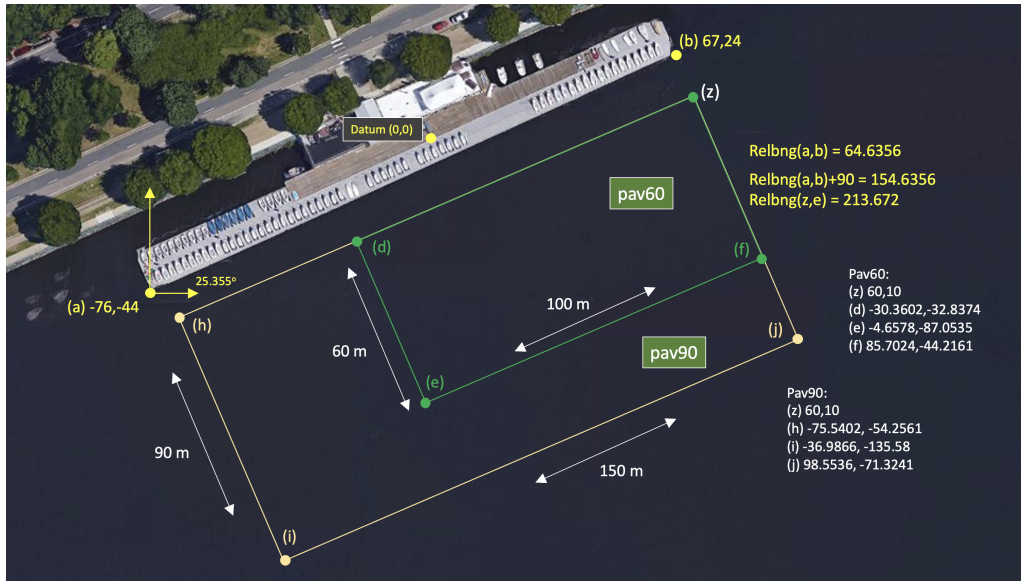 (b) 67,24
(z)
Datum (0,0)
Relbng(a,b) = 64.6356
Relbng(a,b)+90 = 154.6356
Relbng(z,e) = 213.672
pav60
(d)
(f)
25.355º
(a) -76,-44
(h)
100 m
60 m
(j)
pav90
(e)
Pav60:
(z) 60,10
(d) -30.3602,-32.8374
(e) -4.6578,-87.0535
(f) 85.7024,-44.2161
Pav90:
(z) 60,10
(h) -75.5402, -54.2561
(i) -36.9866, -135.58
(j) 98.5536, -71.3241
90 m
150 m
(i)